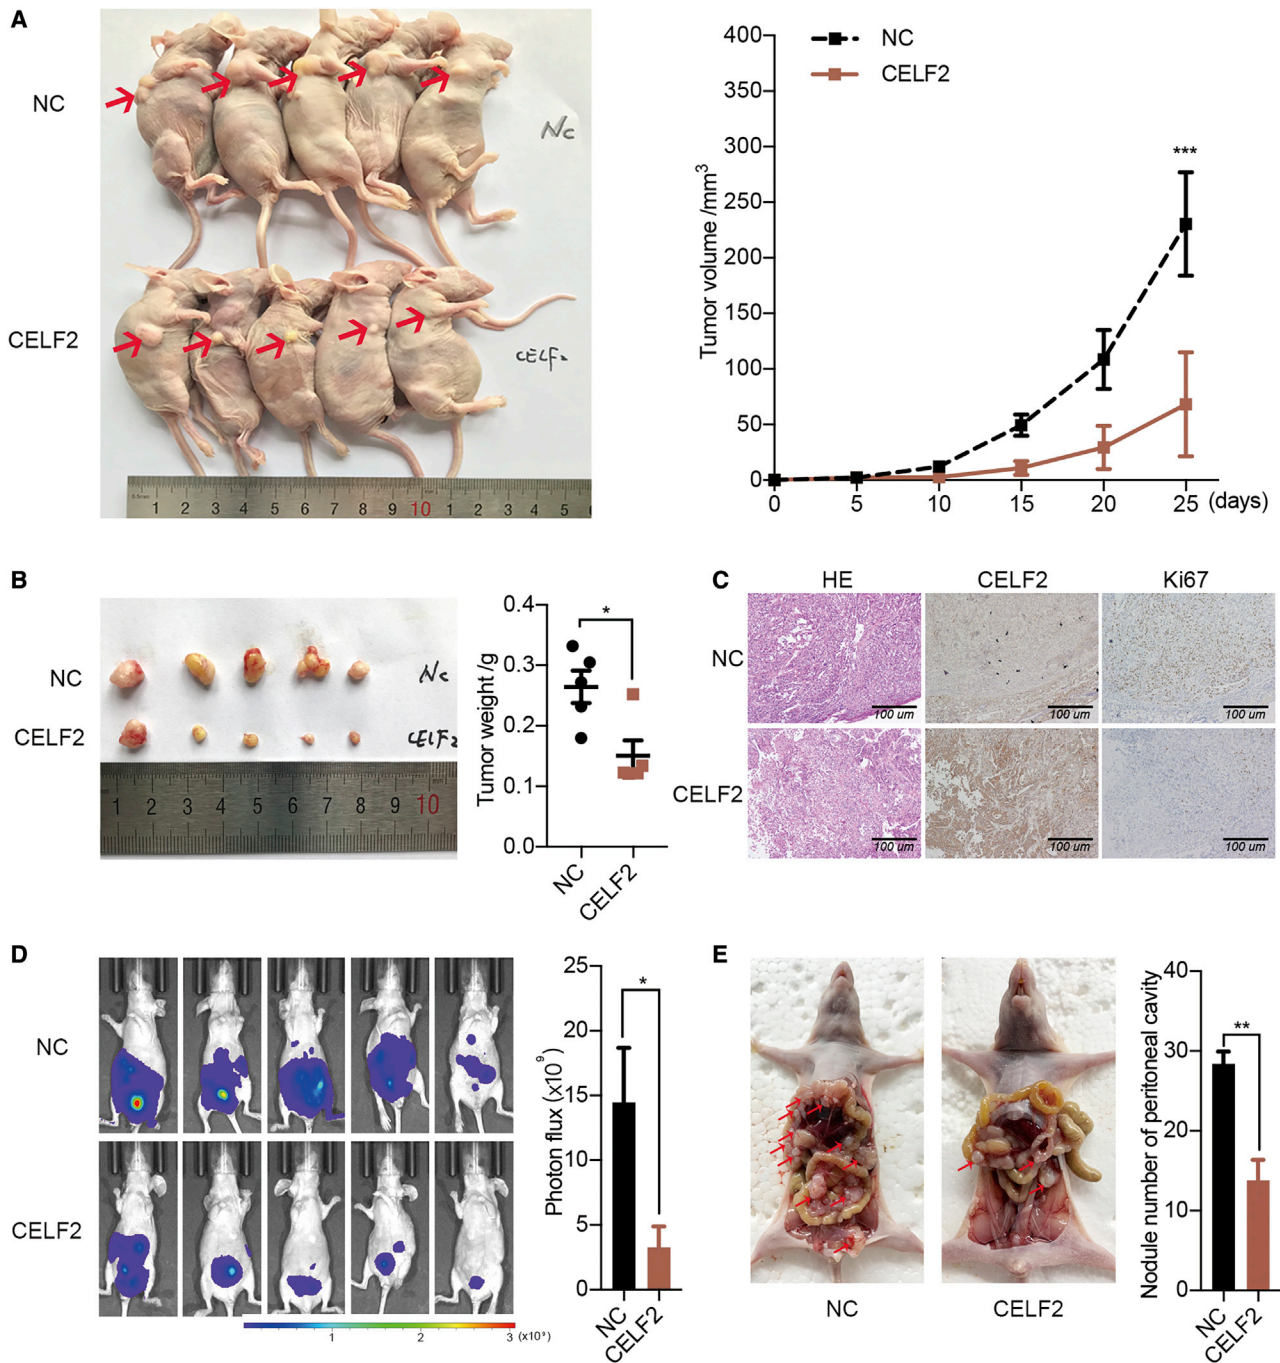 A
NC
CELF2
Nc
CELF2
0.5mm
1 2 3 4 5 6 7 8 9 10 1 2 3 4 5 6
Tumor volume /mm³
400
350
300
250
200
150
100
50
0
0 5 10 15 20 25 (days)
NC
CELF2
***
B
NC
CELF2
Nc
CELF2
1 2 3 4 5 6 7 8 9 10
Tumor weight /g
0.4
0.3
0.2
0.1
0.0
*
NC
CELF2
C
HE CELF2 Ki67
NC
100 um 100 um 100 um
CELF2
100 um 100 um 100 um
D
NC
CELF2
1 2 3 (x10⁹)
Photon flux (x10⁹)
25
20
15
10
5
0
*
NC
CELF2
E
NC CELF2
Nodule number of peritoneal cavity
40
30
20
10
0
**
NC
CELF2